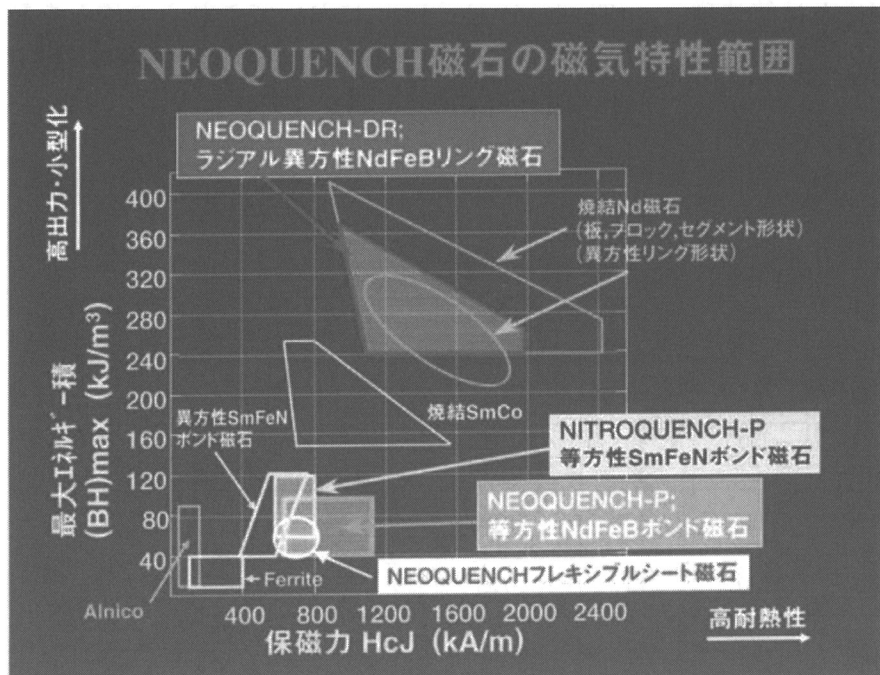 NEOQUENCH磁石の磁気特性範囲
高出力・小型化
NEOQUENCH-DR;
ラジアル異方性NdFeBリング磁石
焼結Nd磁石
(板,ブロック,セグメント形状)
(異方性リング形状)
最大エネルギー積
(BH)max (kJ/m³)
400
360
320
280
240
200
160
120
80
40
異方性SmFeN
ボンド磁石
焼結SmCo
NITROQUENCH-P
等方性SmFeNボンド磁石
NEOQUENCH-P;
等方性NdFeBボンド磁石
NEOQUENCHフレキシブルシート磁石
Ferrite
Alnico
400 800 1200 1600 2000 2400
保磁力 HcJ (kA/m)
高耐熱性